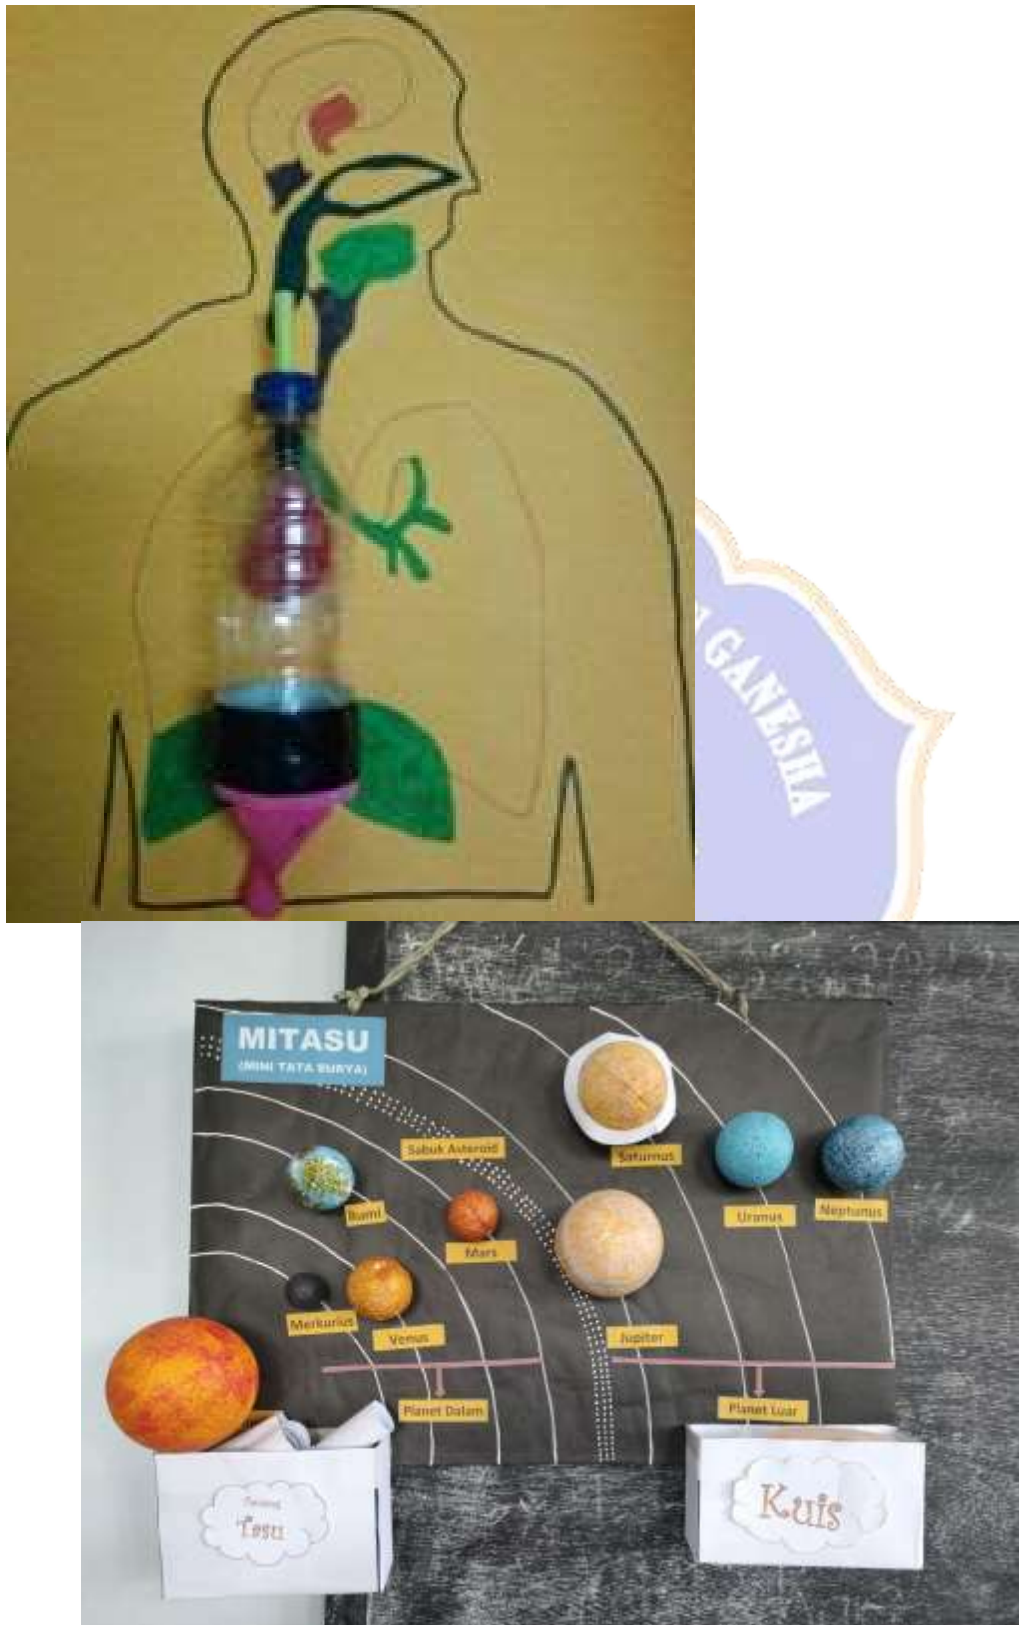 GANESHA
MITASU
(MINI TATA SURYA)
Sabuk Asteroid
Saturnus
Bumi
Uranus
Neptunus
Mars
Merkurius
Venus
Jupiter
Planet Dalam
Planet Luar
Tasu
Kuis